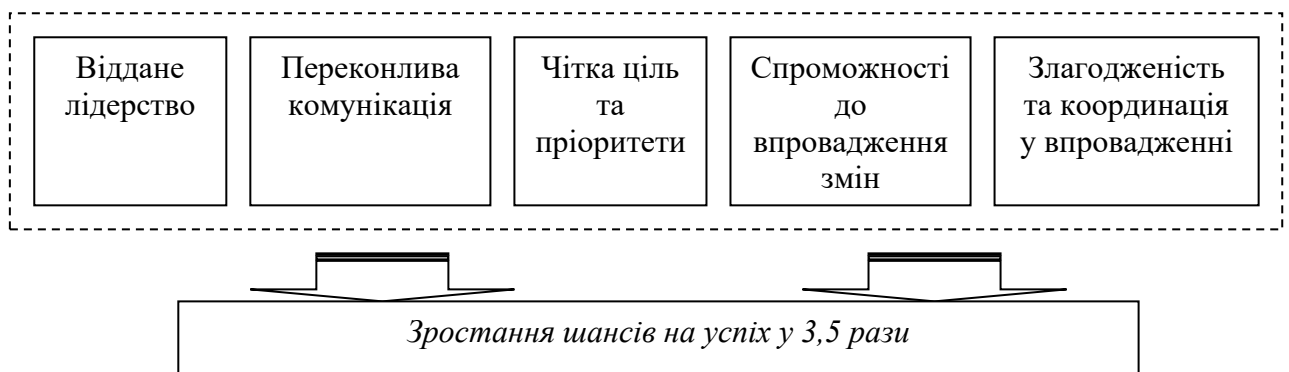 Віддане
лідерство
Переконлива
комунікація
Чітка ціль
та
пріоритети
Спроможності
до
впровадження
змін
Злагодженість
та координація
у впровадженні
Зростання шансів на успіх у 3,5 рази